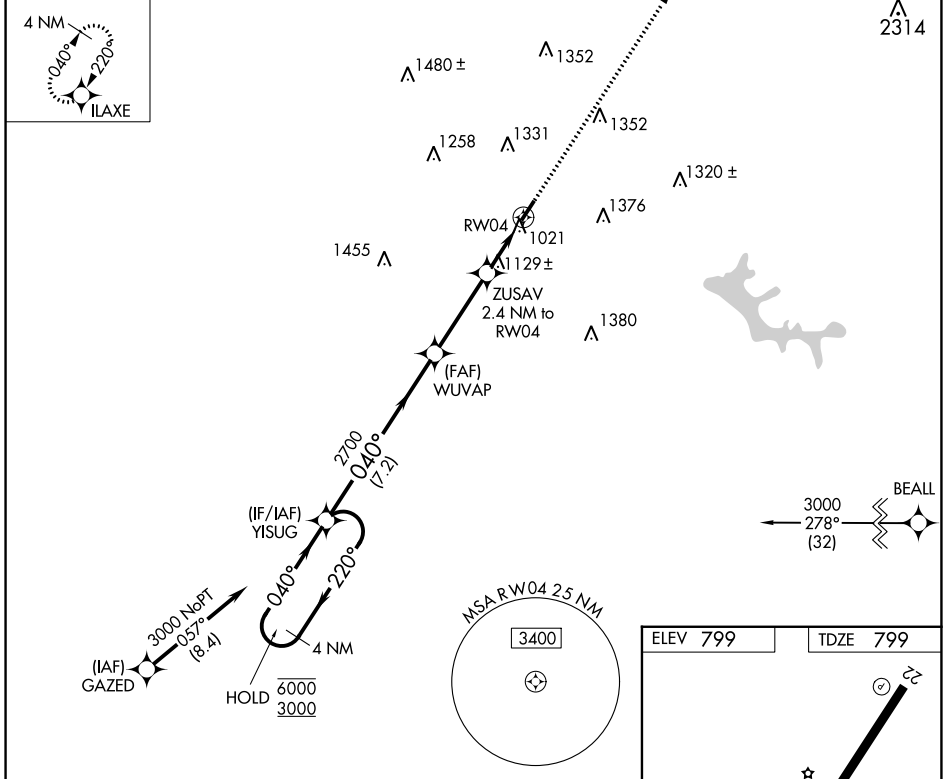 4 NM
040°
220°
ILAXE
2314
1480 ±
1352
1258
1331
1352
1320 ±
RW04
1376
1021
1455
1129 ±
ZUSAV
2.4 NM to
RW04
1380
(FAF)
WUVAP
2700
040°
(7.2)
(IF/IAF)
YISUG
BEALL
3000
278°
(32)
040°
220°
3000 NoPT
057°
(8.4)
4 NM
(IAF)
GAZED
HOLD
6000
3000
MSA RW04 25 NM
3400
ELEV 799
TDZE 799
22